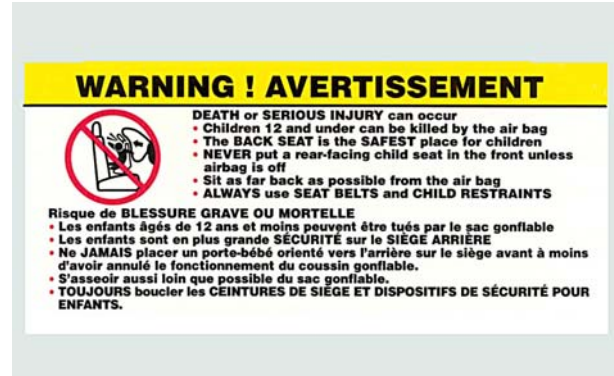 WARNING ! AVERTISSEMENT
DEATH or SERIOUS INJURY can occur
• Children 12 and under can be killed by the air bag
• The BACK SEAT is the SAFEST place for children
• NEVER put a rear-facing child seat in the front unless
airbag is off
• Sit as far back as possible from the air bag
• ALWAYS use SEAT BELTS and CHILD RESTRAINTS
Risque de BLESSURE GRAVE OU MORTELLE
• Les enfants âgés de 12 ans et moins peuvent être tués par le sac gonflable
• Les enfants sont en plus grande SÉCURITÉ sur le SIÈGE ARRIÈRE
• Ne JAMAIS placer un porte-bébé orienté vers l'arrière sur le siège avant à moins
d'avoir annulé le fonctionnement du coussin gonflable.
• S'asseoir aussi loin que possible du sac gonflable.
• TOUJOURS boucler les CEINTURES DE SIÈGE ET DISPOSITIFS DE SÉCURITÉ POUR
ENFANTS.